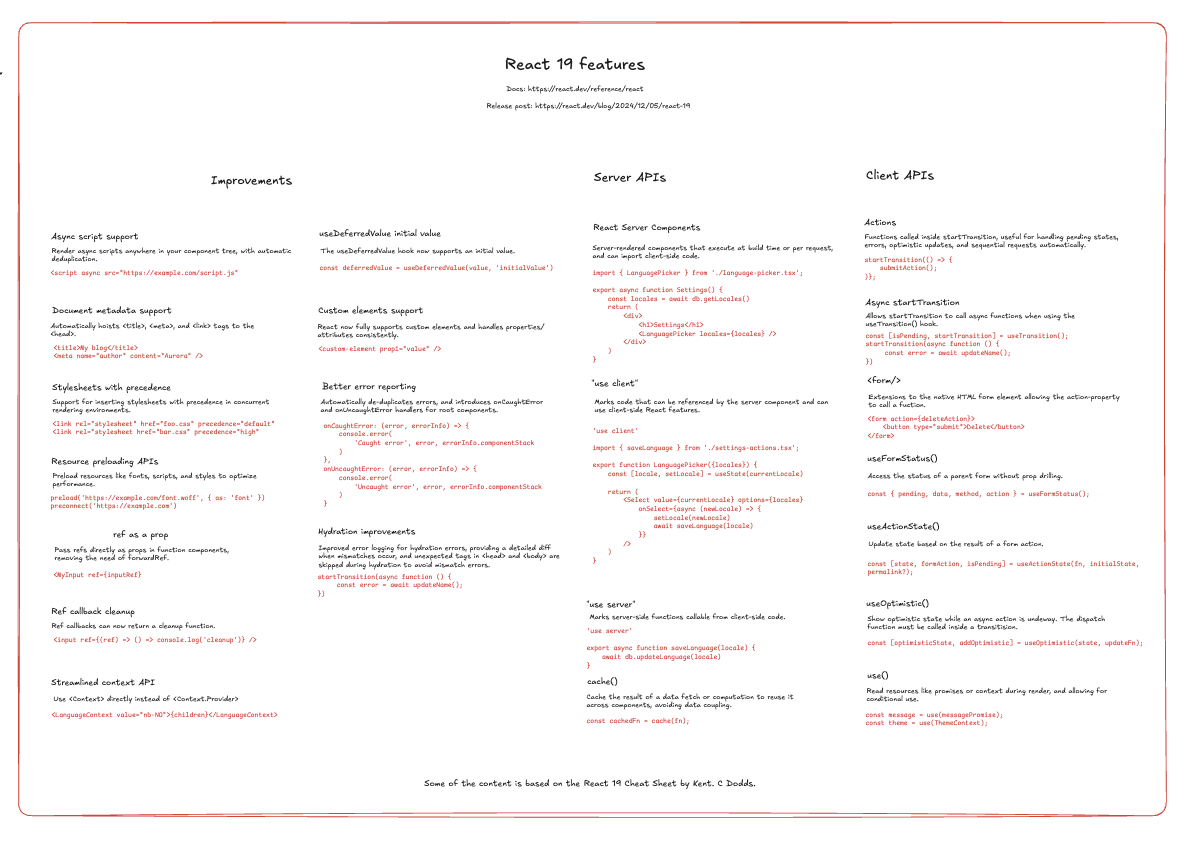 React 19 features
Docs: https://react.dev/reference/react
Release post: https://react.dev/blog/2024/12/05/react-19
Improvements
Async script support
Render async scripts anywhere in your component tree, with automatic
deduplication.
<script async src="https://example.com/script.js"
Document metadata support
Automatically hoists <title>, <meta>, and <link> tags to the
<head>.
<title>My blog</title>
<meta name="author" content="Aurora" />
Stylesheets with precedence
Support for inserting stylesheets with precedence in concurrent
rendering environments.
<link rel="stylesheet" href="foo.css" precedence="default"
<link rel="stylesheet href="bar.css" precedence="high"
Resource preloading APIs
Preload resources like fonts, scripts, and styles to optimize
performance.
preload('https://example.com/font.woff', { as: 'font' })
preconnect('https://example.com')
ref as a prop
Pass refs directly as props in function components,
removing the need of forwardRef.
<MyInput ref={inputRef}
Ref callback cleanup
Ref callbacks can now return a cleanup function.
<input ref={(ref) => () => console.log('cleanup')} />
Streamlined context API
Use <Context> directly instead of <Context.Provider>
<LanguageContext value="nb-NO">{children}</LanguageContext>
useDeferredValue initial value
The useDeferredValue hook now supports an initial value.
const deferredValue = useDeferredValue(value, 'initialValue')
Custom elements support
React now fully supports custom elements and handles properties/
attributes consistently.
<custom-element prop1="value" />
Better error reporting
Automatically de-duplicates errors, and introduces onCaughtError
and onUncaughtError handlers for root components.
onCaughtError: (error, errorInfo) => {
console.error(
'Caught error', error, errorInfo.componentStack
)
},
onUncaughtError: (error, errorInfo) => {
console.error(
'Uncaught error', error, errorInfo.componentStack
)
}
Hydration improvements
Improved error logging for hydration errors, providing a detailed diff
when mismatches occur, and unexpected tags in <head> and <body> are
skipped during hydration to avoid mismatch errors.
startTransition(async function () {
const error = await updateName();
})
Server APIs
React Server Components
Server-rendered components that execute at build time or per request,
and can import client-side code.
import { LanguagePicker } from './language-picker.tsx';
export async function Settings() {
const locales = await db.getLocales()
return (
<div>
<h1>Settings</h1>
<LanguagePicker locales={locales} />
</div>
)
}
"use client"
Marks code that can be referenced by the server component and can
use client-side React features.
'use client'
import { saveLanguage } from './settings-actions.tsx';
export function LanguagePicker({locales}) {
const [locale, setLocale] = useState(currentLocale)
return (
<Select value={currentLocale} options={locales}
onSelect={async (newLocale) => {
setLocale(newLocale)
await saveLanguage(locale)
}}
/>
)
}
"use server"
Marks server-side functions callable from client-side code.
'use server'
export async function saveLanguage(locale) {
await db.updateLanguage(locale)
}
cache()
Cache the result of a data fetch or computation to reuse it
across components, avoiding data coupling.
const cachedFn = cache(fn);
Client APIs
Actions
Functions called inside startTransition, useful for handling pending states,
errors, optimistic updates, and sequential requests automatically.
startTransition(() => {
submitAction();
)};
Async startTransition
Allows startTransition to call async functions when using the
useTransition() hook.
const [isPending, startTransition] = useTransition();
startTransition(async function () {
const error = await updateName();
})
<form/>
Extensions to the native HTML form element allowing the action-property
to call a fuction.
<form action={deleteAction}>
<button type="submit">Delete</button>
</form>
useFormStatus()
Access the status of a parent form without prop drilling.
const { pending, data, method, action } = useFormStatus();
useActionState()
Update state based on the result of a form action.
const [state, formAction, isPending] = useActionState(fn, initialState,
permalink?);
useOptimistic()
Show optimistic state while an async action is undeway. The dispatch
function must be called inside a transitision.
const [optimisticState, addOptimistic] = useOptimistic(state, updateFn);
use()
Read resources like promises or context during render, and allowing for
conditional use.
const message = use(messagePromise);
const theme = use(ThemeContext);
Some of the content is based on the React 19 Cheat Sheet by Kent. C Dodds.